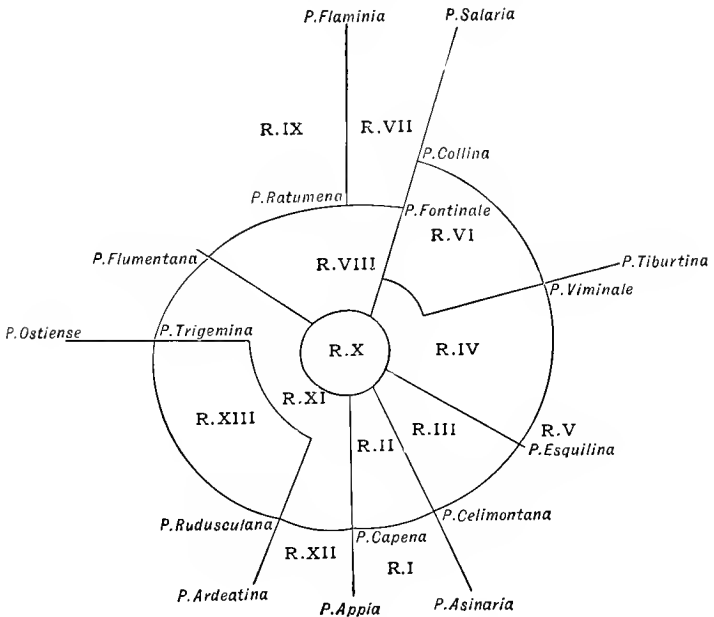 P.Flaminia
P.Salaria
R.IX
R.VII
P.Collina
P.Ratumena
P.Fontinale
R.VI
P.Flumentana
R.VIII
P.Tiburtina
P.Viminale
P.Ostiense
P.Trigemina
R.X
R.IV
R.XI
R.XIII
R.III
R.V
R.II
P.Esquilina
P.Rudusculana
P.Celimontana
P.Capena
R.XII
R.I
P.Ardeatina
P.Appia
P.Asinaria